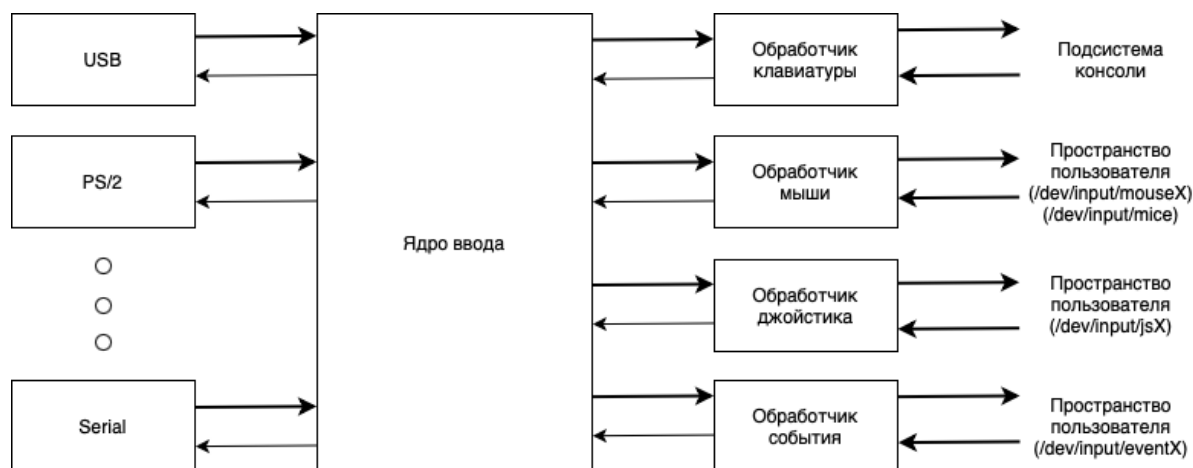 USB
Обработчик
клавиатуры
Подсистема
консоли
PS/2
Обработчик
мыши
Пространство
пользователя
(/dev/input/mouseX)
(/dev/input/mice)
Ядро ввода
Обработчик
джойстика
Пространство
пользователя
(/dev/input/jsX)
Serial
Обработчик
события
Пространство
пользователя
(/dev/input/eventX)